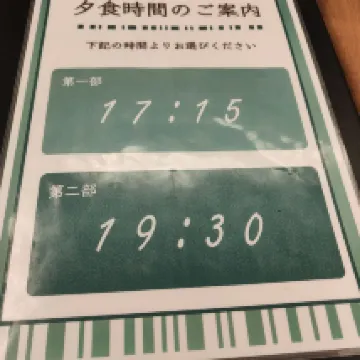 夕食時間のご案内
下記の時間よりお選びください
第一部
17:15
第二部
19:30